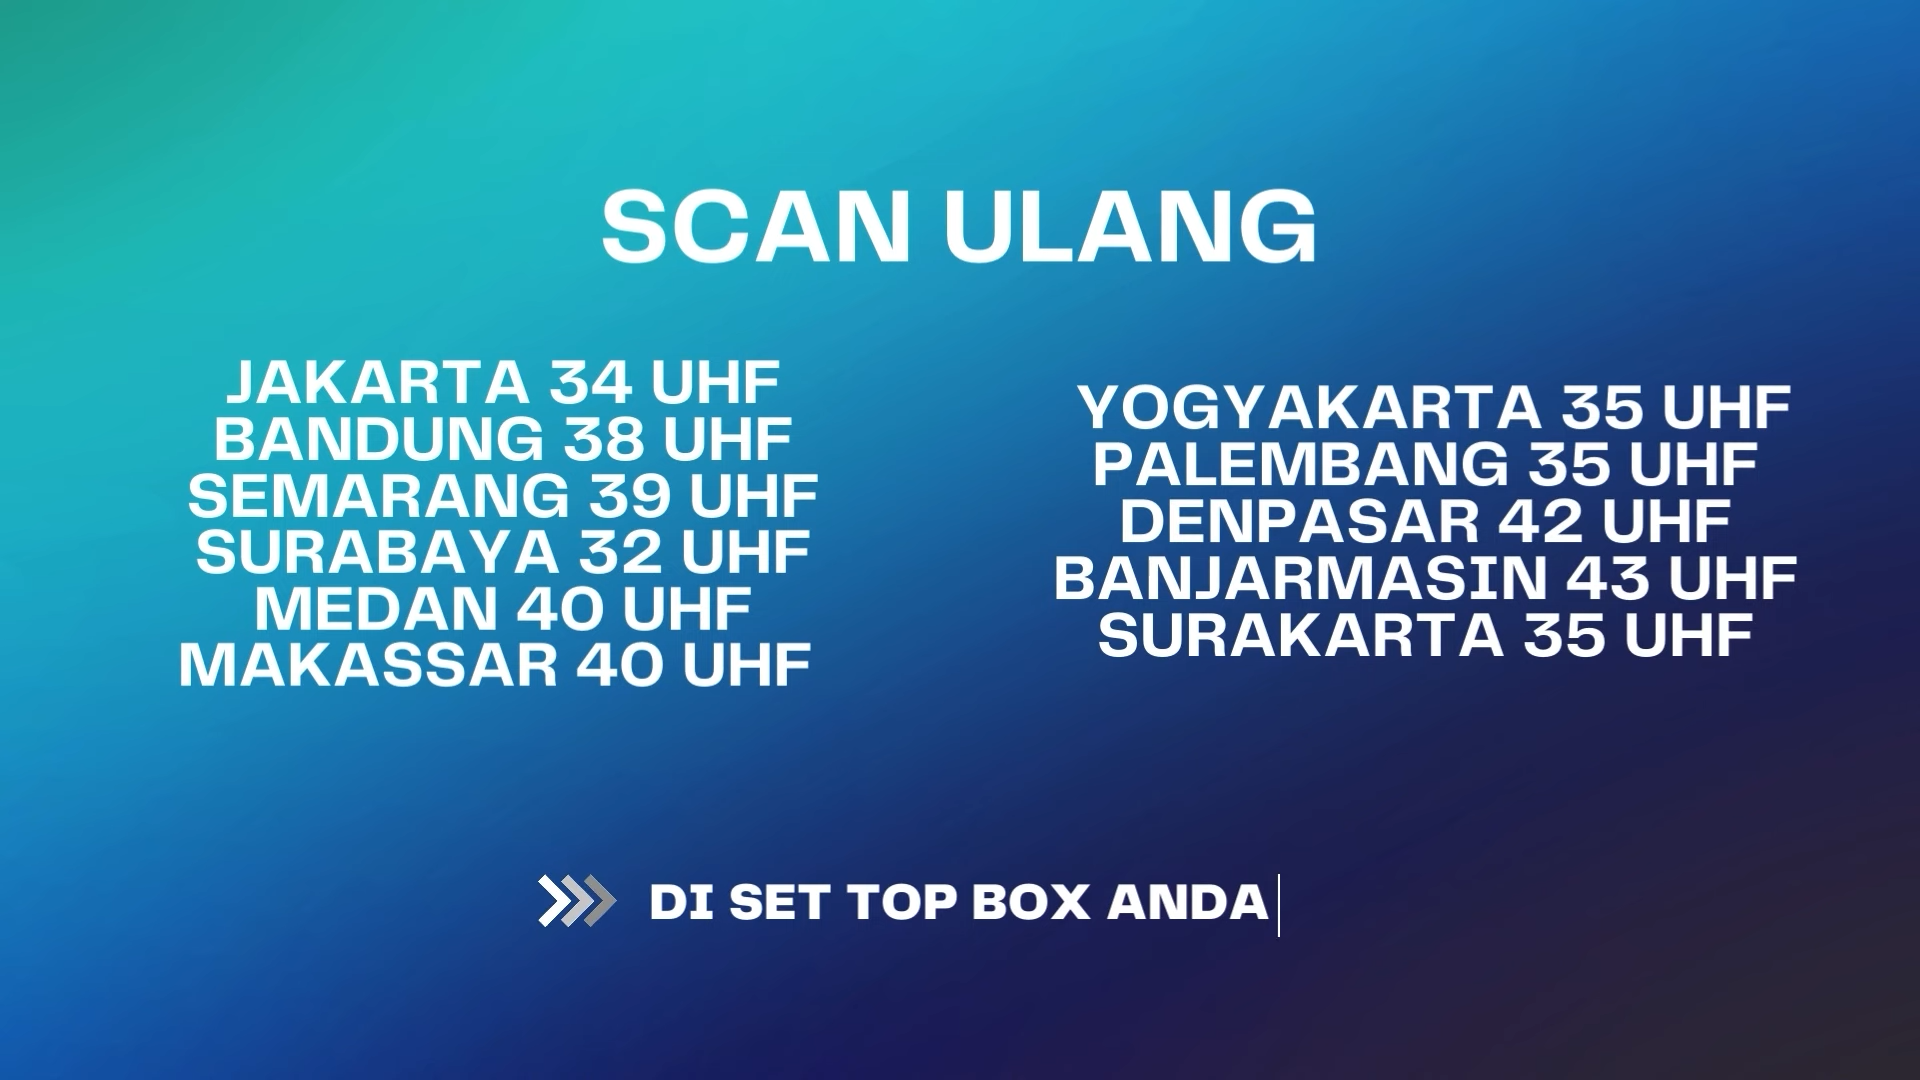 SCAN ULANG
JAKARTA 34 UHF
BANDUNG 38 UHF
SEMARANG 39 UHF
SURABAYA 32 UHF
MEDAN 40 UHF
MAKASSAR 40 UHF
YOGYAKARTA 35 UHF
PALEMBANG 35 UHF
DENPASAR 42 UHF
BANJARMASIN 43 UHF
SURAKARTA 35 UHF
DI SET TOP BOX ANDA